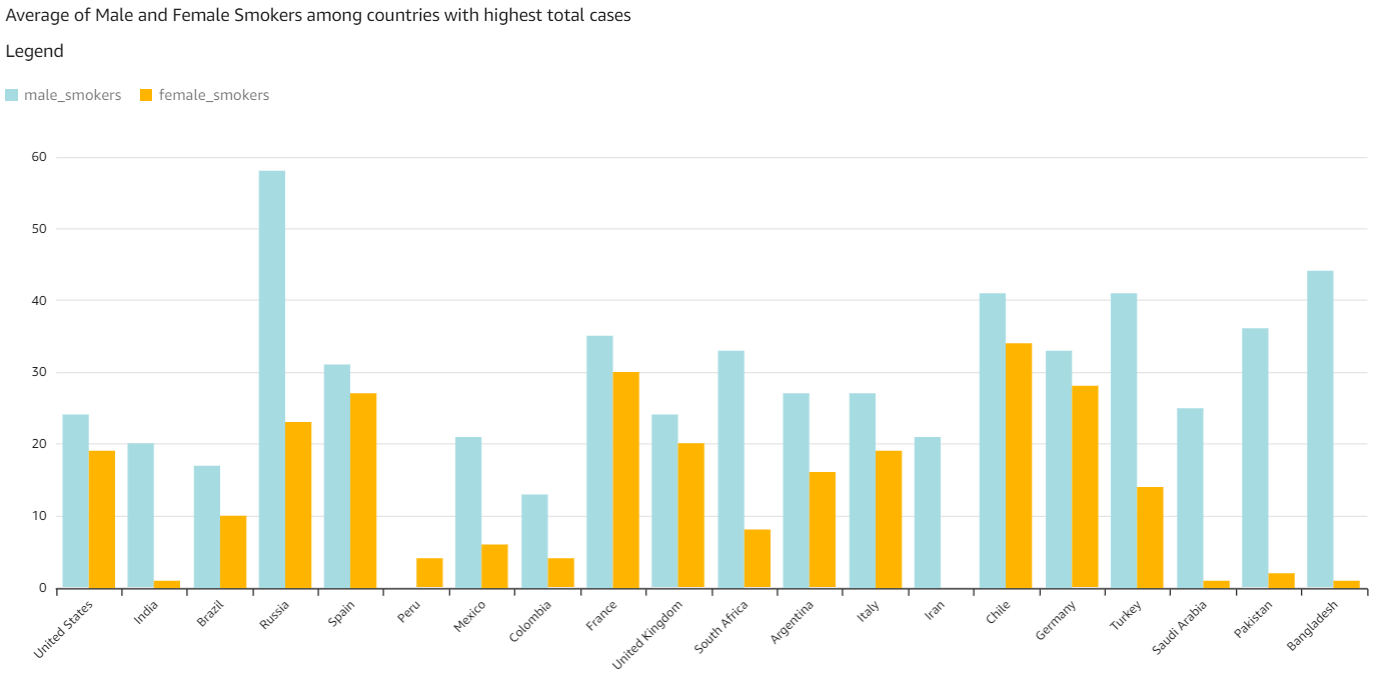 Average of Male and Female Smokers among countries with highest total cases
Legend
male_smokers female_smokers
60
50
40
30
20
10
0
United States India Brazil Russia Spain Peru Mexico Colombia France United Kingdom South Africa Argentina Italy Iran Chile Germany Turkey Saudi Arabia Pakistan Bangladesh